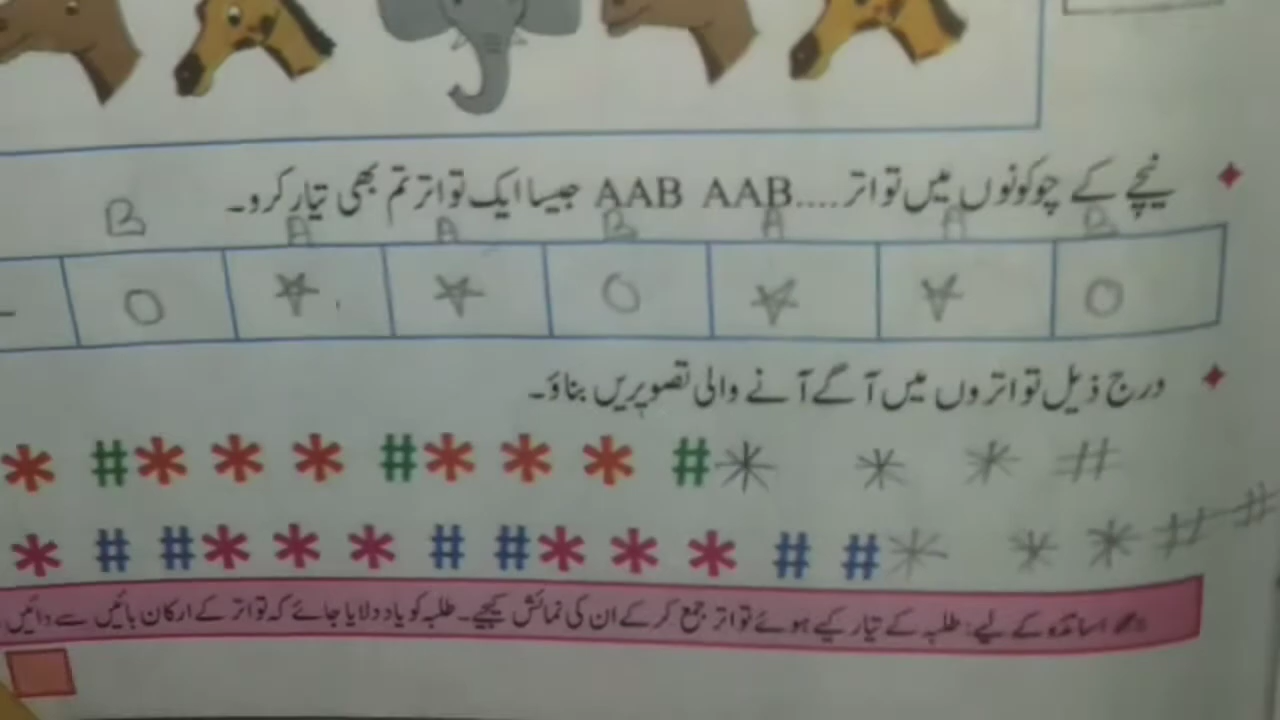 نیچے کے چوکونوں میں تواتر....AAB AAB جیسا ایک تواتر تم بھی تیار کرو۔
B A A B A A B
درج ذیل تواتروں میں آگے آنے والی تصویریں بناؤ۔
* # * * * # * * * # * * * #
* # # * * * # # * * * # # * * * # #
اساتذہ کے لیے: طلبہ کے تیار کیے ہوئے تواتر جمع کر کے ان کی نمائش کیجیے۔ طلبہ کو یاد دلایا جائے کہ تواتر کے ارکان بائیں سے دائیں